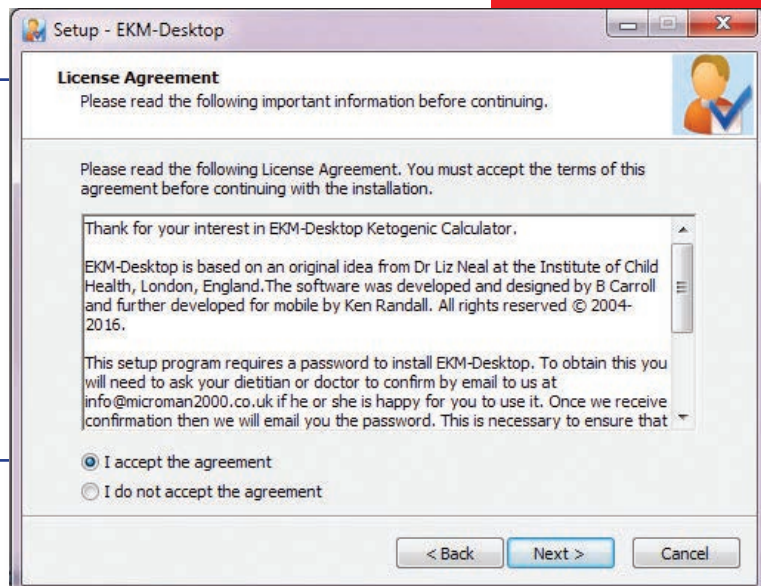 Setup - EKM-Desktop
License Agreement
Please read the following important information before continuing.
Please read the following License Agreement. You must accept the terms of this
agreement before continuing with the installation.
Thank for your interest in EKM-Desktop Ketogenic Calculator.
EKM-Desktop is based on an original idea from Dr Liz Neal at the Institute of Child
Health, London, England.The software was developed and designed by B Carroll
and further developed for mobile by Ken Randall. All rights reserved © 2004-
2016.
This setup program requires a password to install EKM-Desktop. To obtain this you
will need to ask your dietitian or doctor to confirm by email to us at
info@microman2000.co.uk if he or she is happy for you to use it. Once we receive
confirmation then we will email you the password. This is necessary to ensure that
I accept the agreement
I do not accept the agreement
< Back
Next >
Cancel